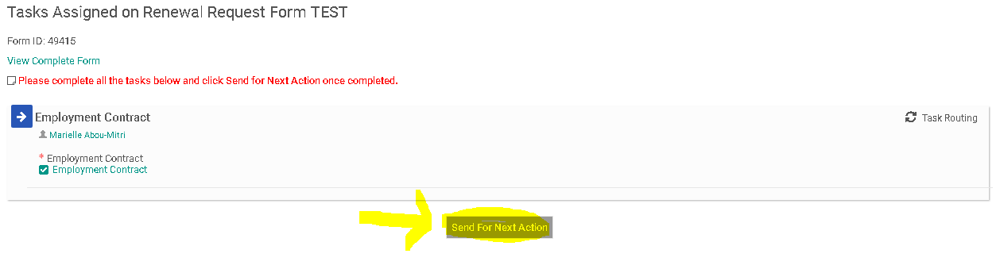 Tasks Assigned on Renewal Request Form TEST
Form ID: 49415
View Complete Form
Please complete all the tasks below and click Send for Next Action once completed.
Employment Contract
Task Routing
Marielle Abou-Mitri
* Employment Contract
Employment Contract
Send For Next Action